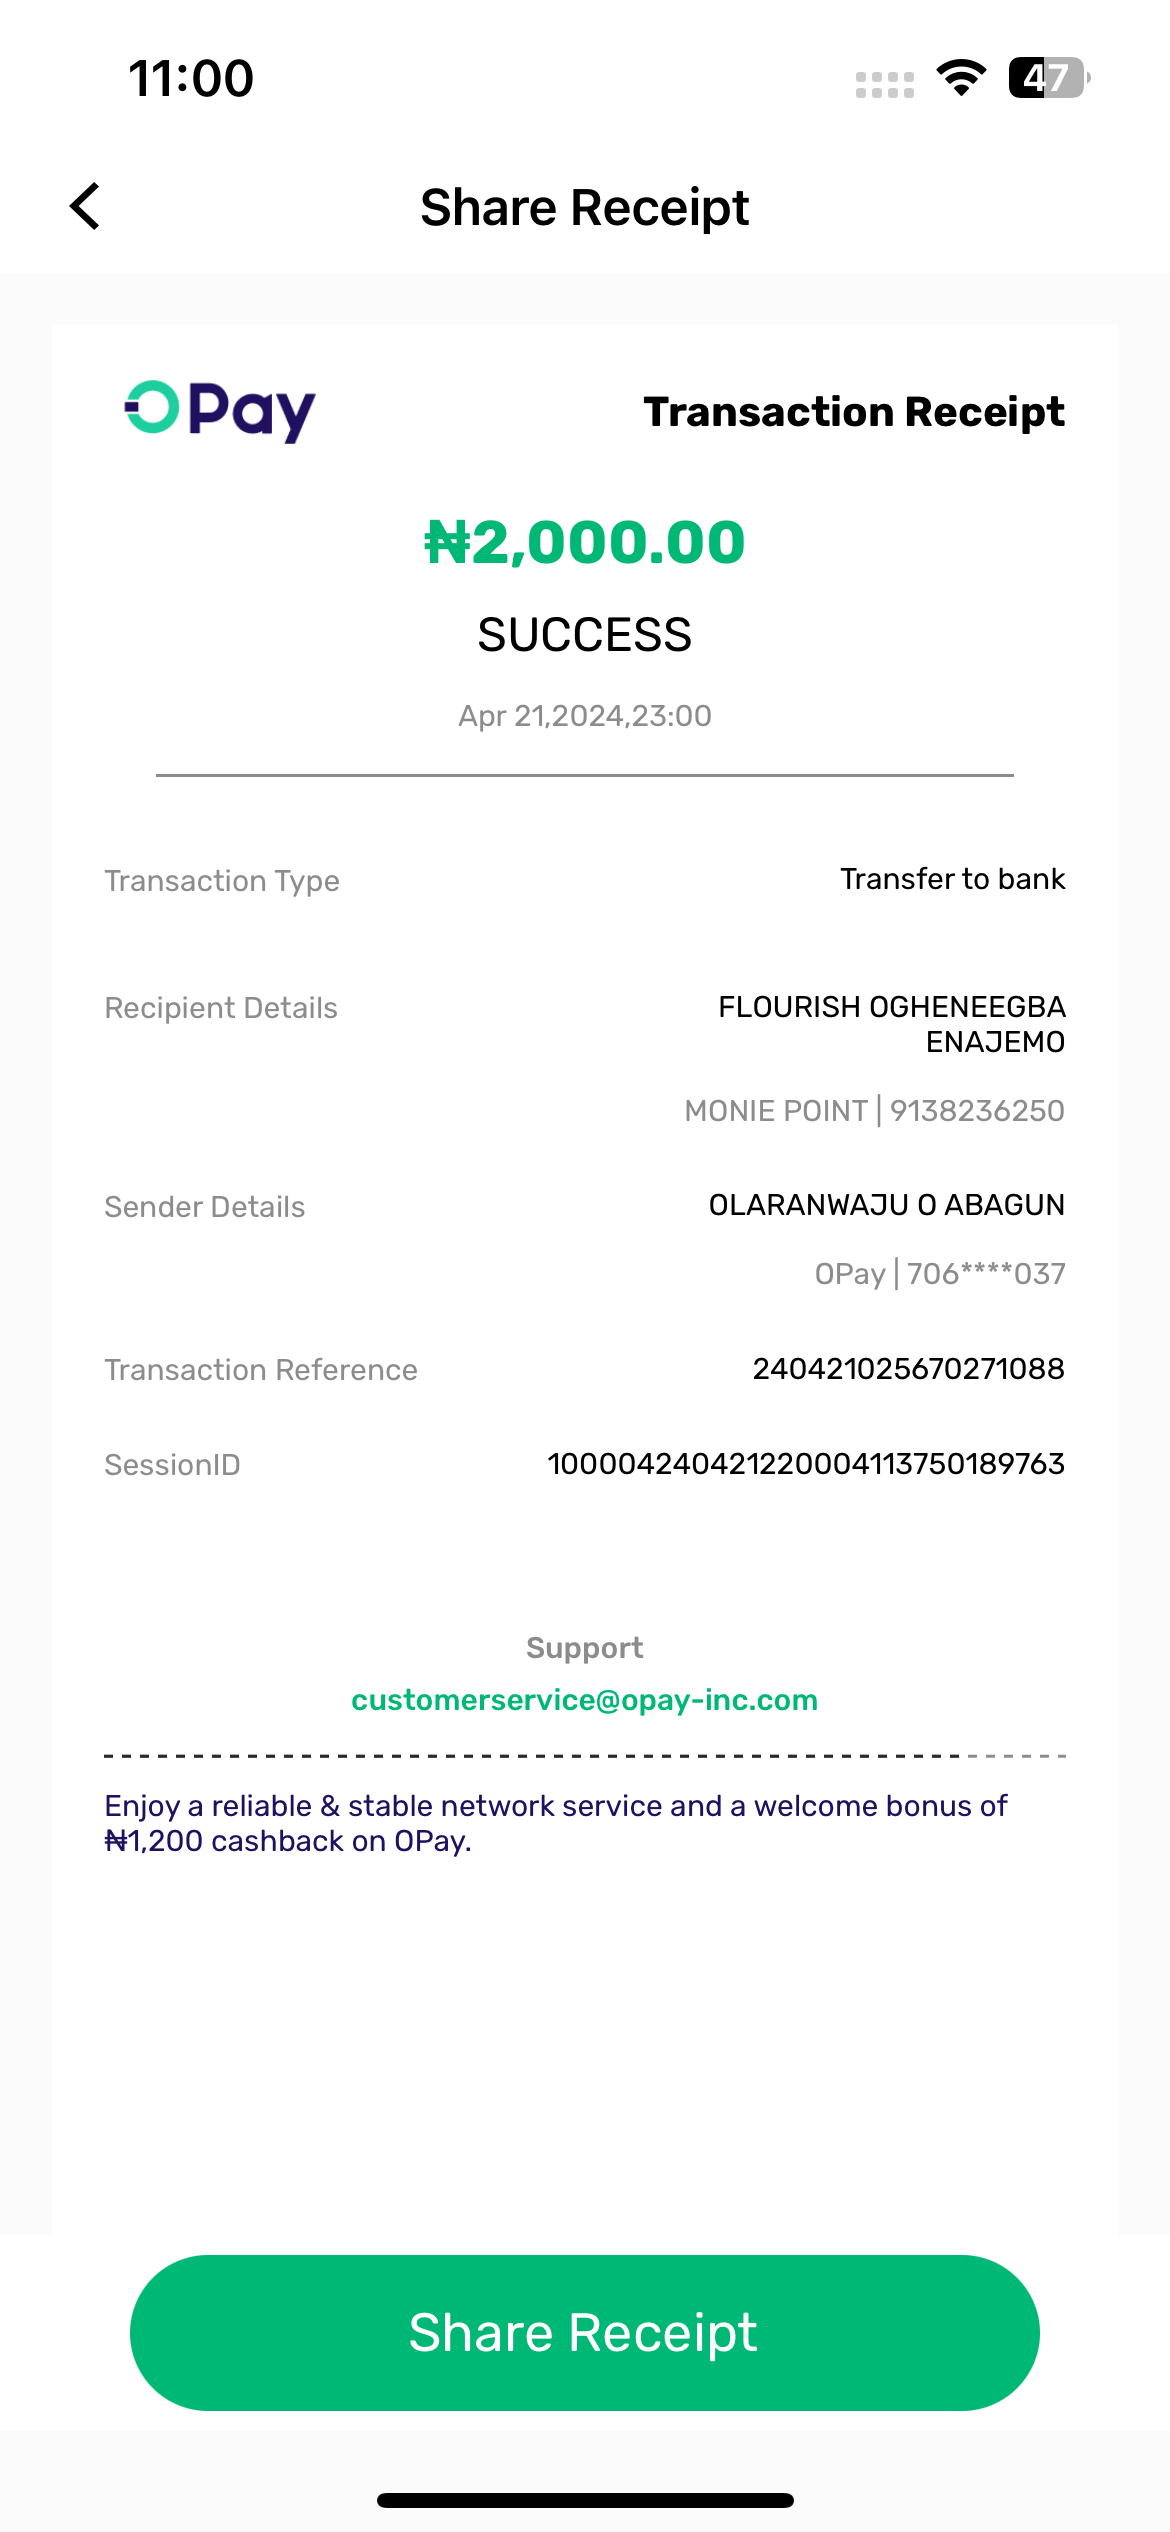 11:00
47
Share Receipt
OPay
Transaction Receipt
₦2,000.00
SUCCESS
Apr 21,2024,23:00
Transaction Type
Transfer to bank
Recipient Details
FLOURISH OGHENEEGBA
ENAJEMO
MONIE POINT | 9138236250
Sender Details
OLARANWAJU O ABAGUN
OPay | 706****037
Transaction Reference
240421025670271088
SessionID
100004240421220004113750189763
Support
customerservice@opay-inc.com
Enjoy a reliable & stable network service and a welcome bonus of
₦1,200 cashback on OPay.
Share Receipt